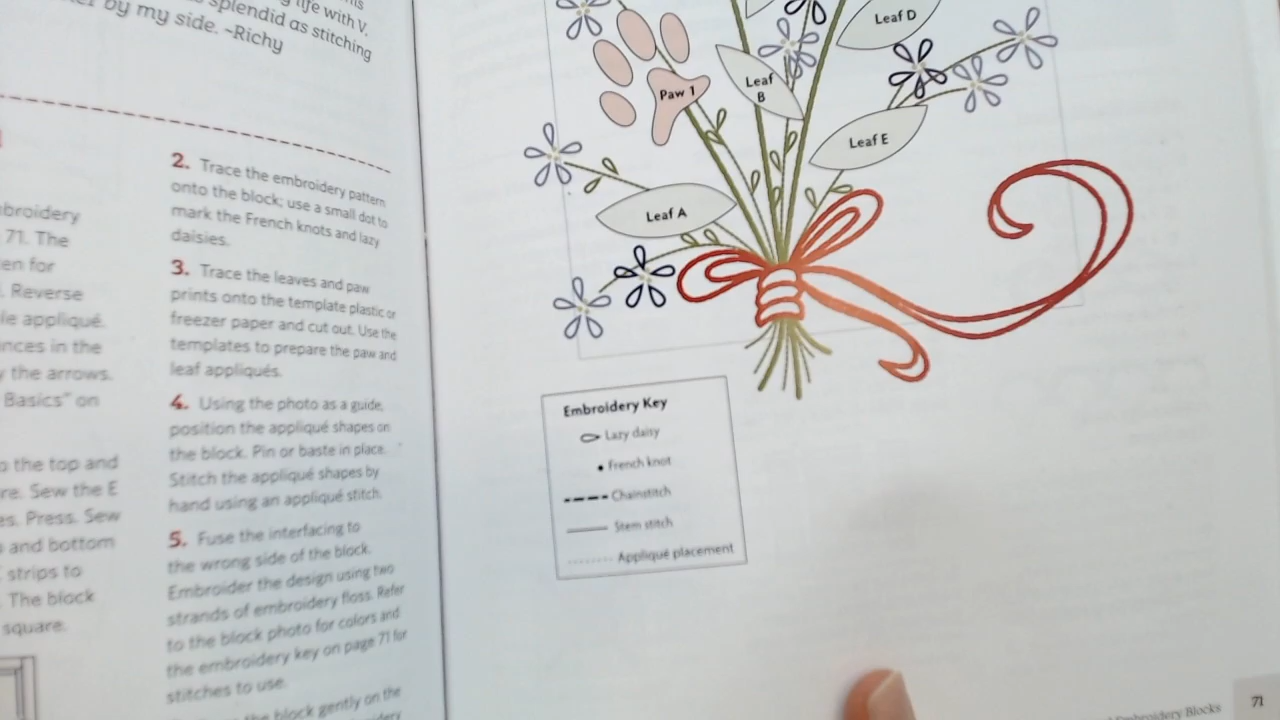 life with V.
splendid as stitching
by my side. ~Richy
broidery
71. The
en for
. Reverse
le appliqué.
nces in the
y the arrows.
Basics" on
o the top and
re. Sew the E
es. Press. Sew
and bottom
strips to
The block
square.
2. Trace the embroidery pattern
onto the block; use a small dot to
mark the French knots and lazy
daisies.
3. Trace the leaves and paw
prints onto the template plastic or
freezer paper and cut out. Use the
templates to prepare the paw and
leaf appliqués.
4. Using the photo as a guide,
position the appliqué shapes on
the block. Pin or baste in place.
Stitch the appliqué shapes by
hand using an appliqué stitch.
5. Fuse the interfacing to
the wrong side of the block.
Embroider the design using two
strands of embroidery floss. Refer
to the block photo for colors and
the embroidery key on page 71 for
stitches to use.
the block gently on the
Leaf D
Leaf
B
Paw 1
Leaf E
Leaf A
Embroidery Key
Lazy daisy
French knot
Chainstitch
Stem stitch
Appliqué placement
Embroidery Blocks
71